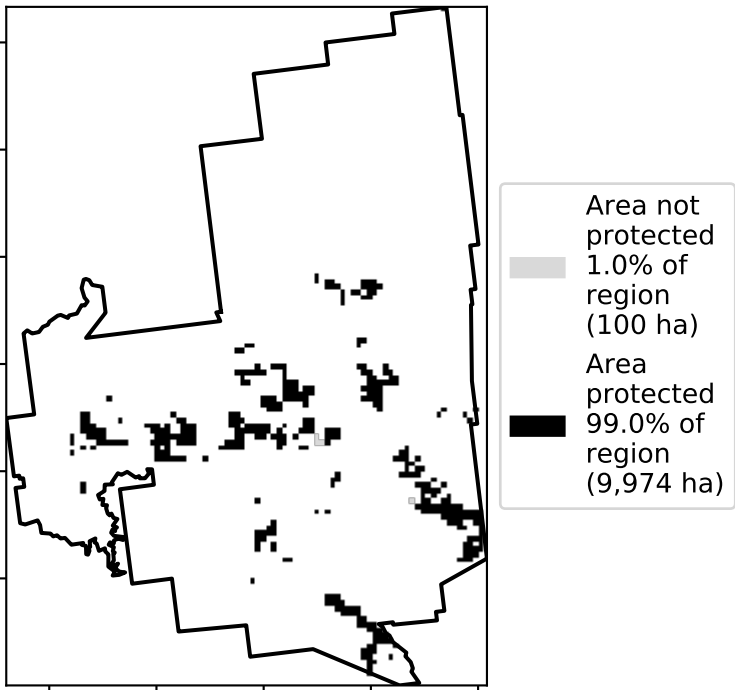 Area not
protected
1.0% of
region
(100 ha)
Area
protected
99.0% of
region
(9,974 ha)